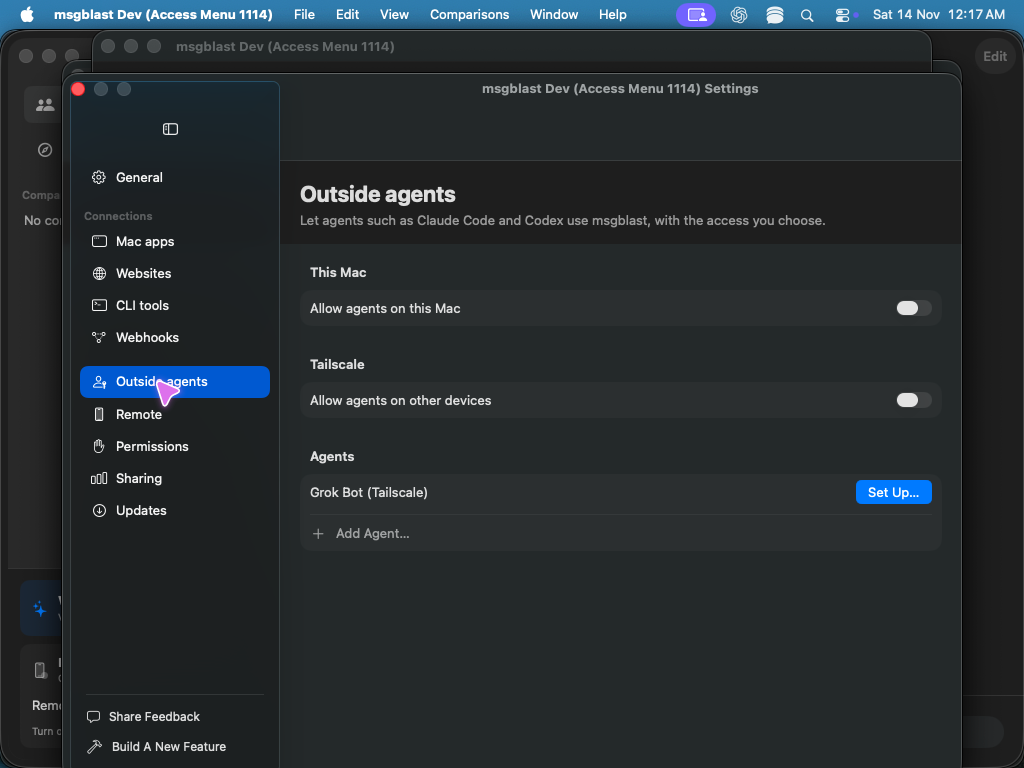 msgblast Dev (Access Menu 1114) File Edit View Comparisons Window Help Sat 14 Nov 12:17 AM
msgblast Dev (Access Menu 1114)
Edit
msgblast Dev (Access Menu 1114) Settings
General
Connections
Mac apps
Websites
CLI tools
Webhooks
Outside agents
Remote
Permissions
Sharing
Updates
Share Feedback
Build A New Feature
Outside agents
Let agents such as Claude Code and Codex use msgblast, with the access you choose.
This Mac
Allow agents on this Mac
Tailscale
Allow agents on other devices
Agents
Grok Bot (Tailscale)
Set Up...
Add Agent...
No
Turn